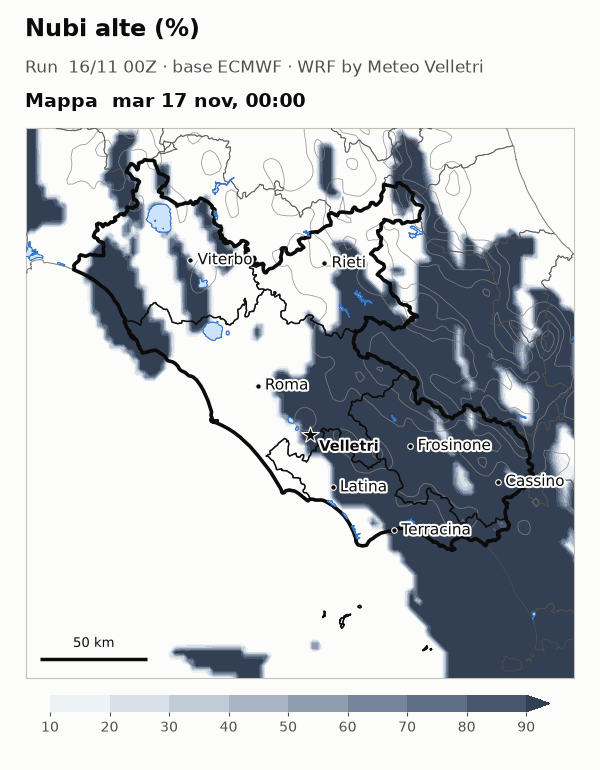 Nubi alte (%)
Run  16/11 00Z · base ECMWF · WRF by Meteo Velletri
Mappa  mar 17 nov, 00:00
Viterbo
Rieti
Roma
Velletri
Frosinone
Cassino
Latina
Terracina
50 km
10 20 30 40 50 60 70 80 90